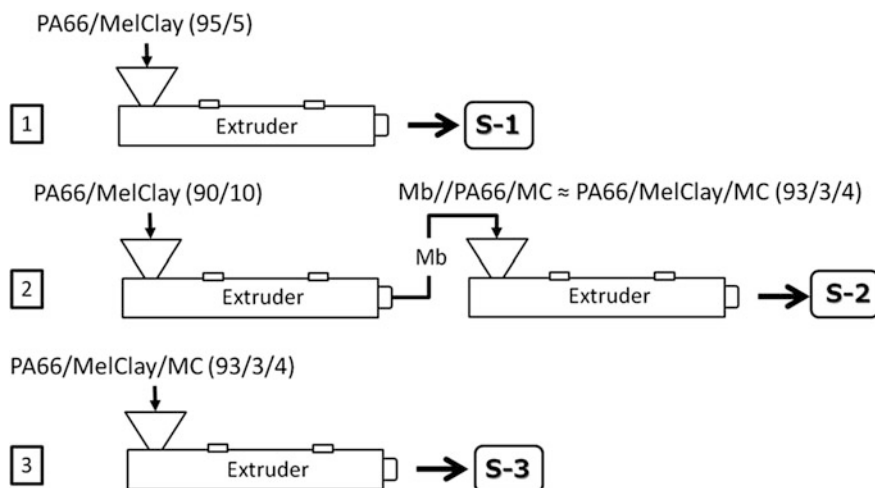 PA66/MelClay (95/5)
1
Extruder
S-1
PA66/MelClay (90/10)
Mb//PA66/MC ≈ PA66/MelClay/MC (93/3/4)
Mb
2
Extruder
Extruder
S-2
PA66/MelClay/MC (93/3/4)
3
Extruder
S-3